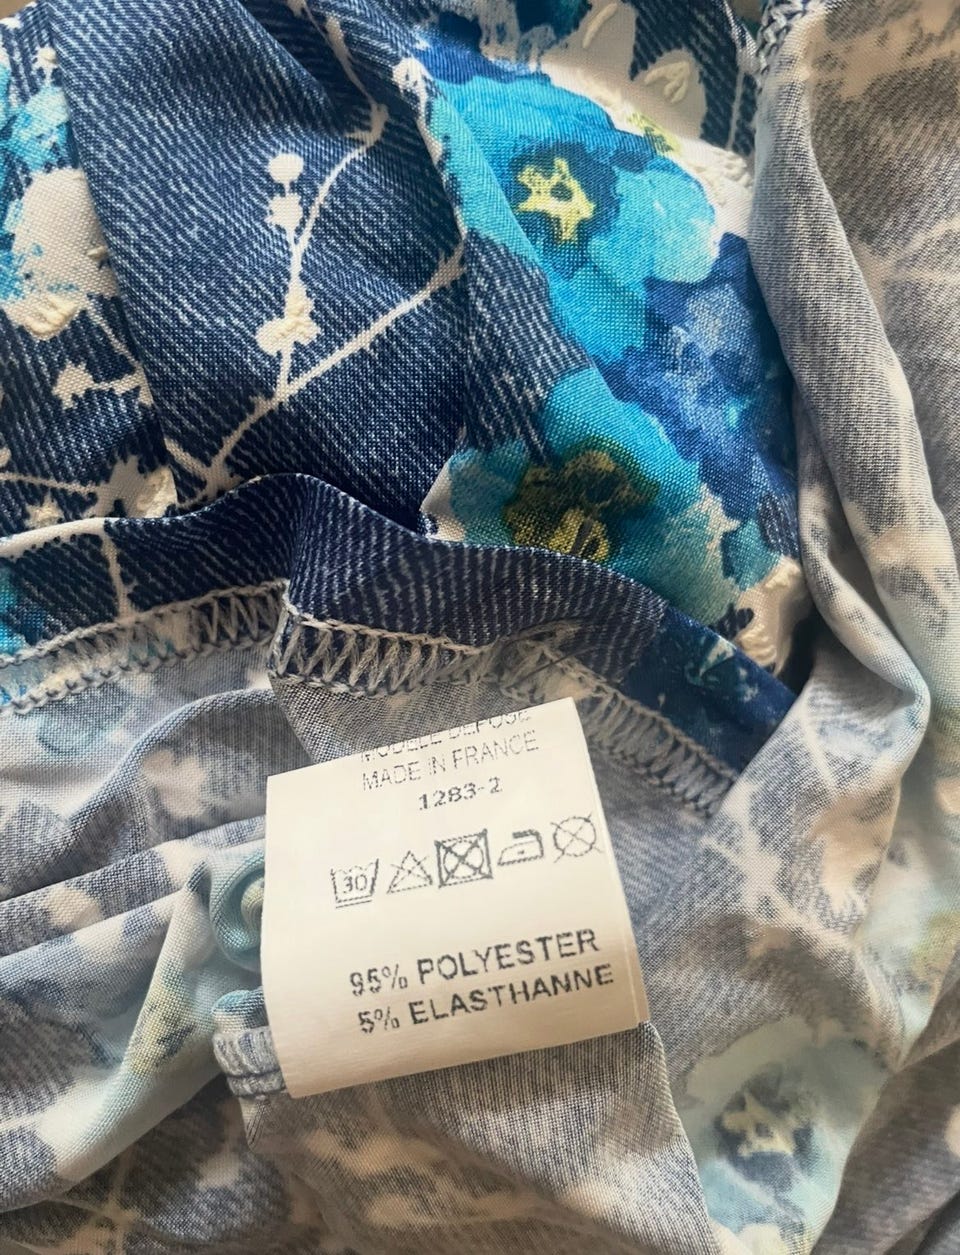 MODELE DEPOSE
MADE IN FRANCE
1283-2
30
95% POLYESTER
5% ELASTHANNE